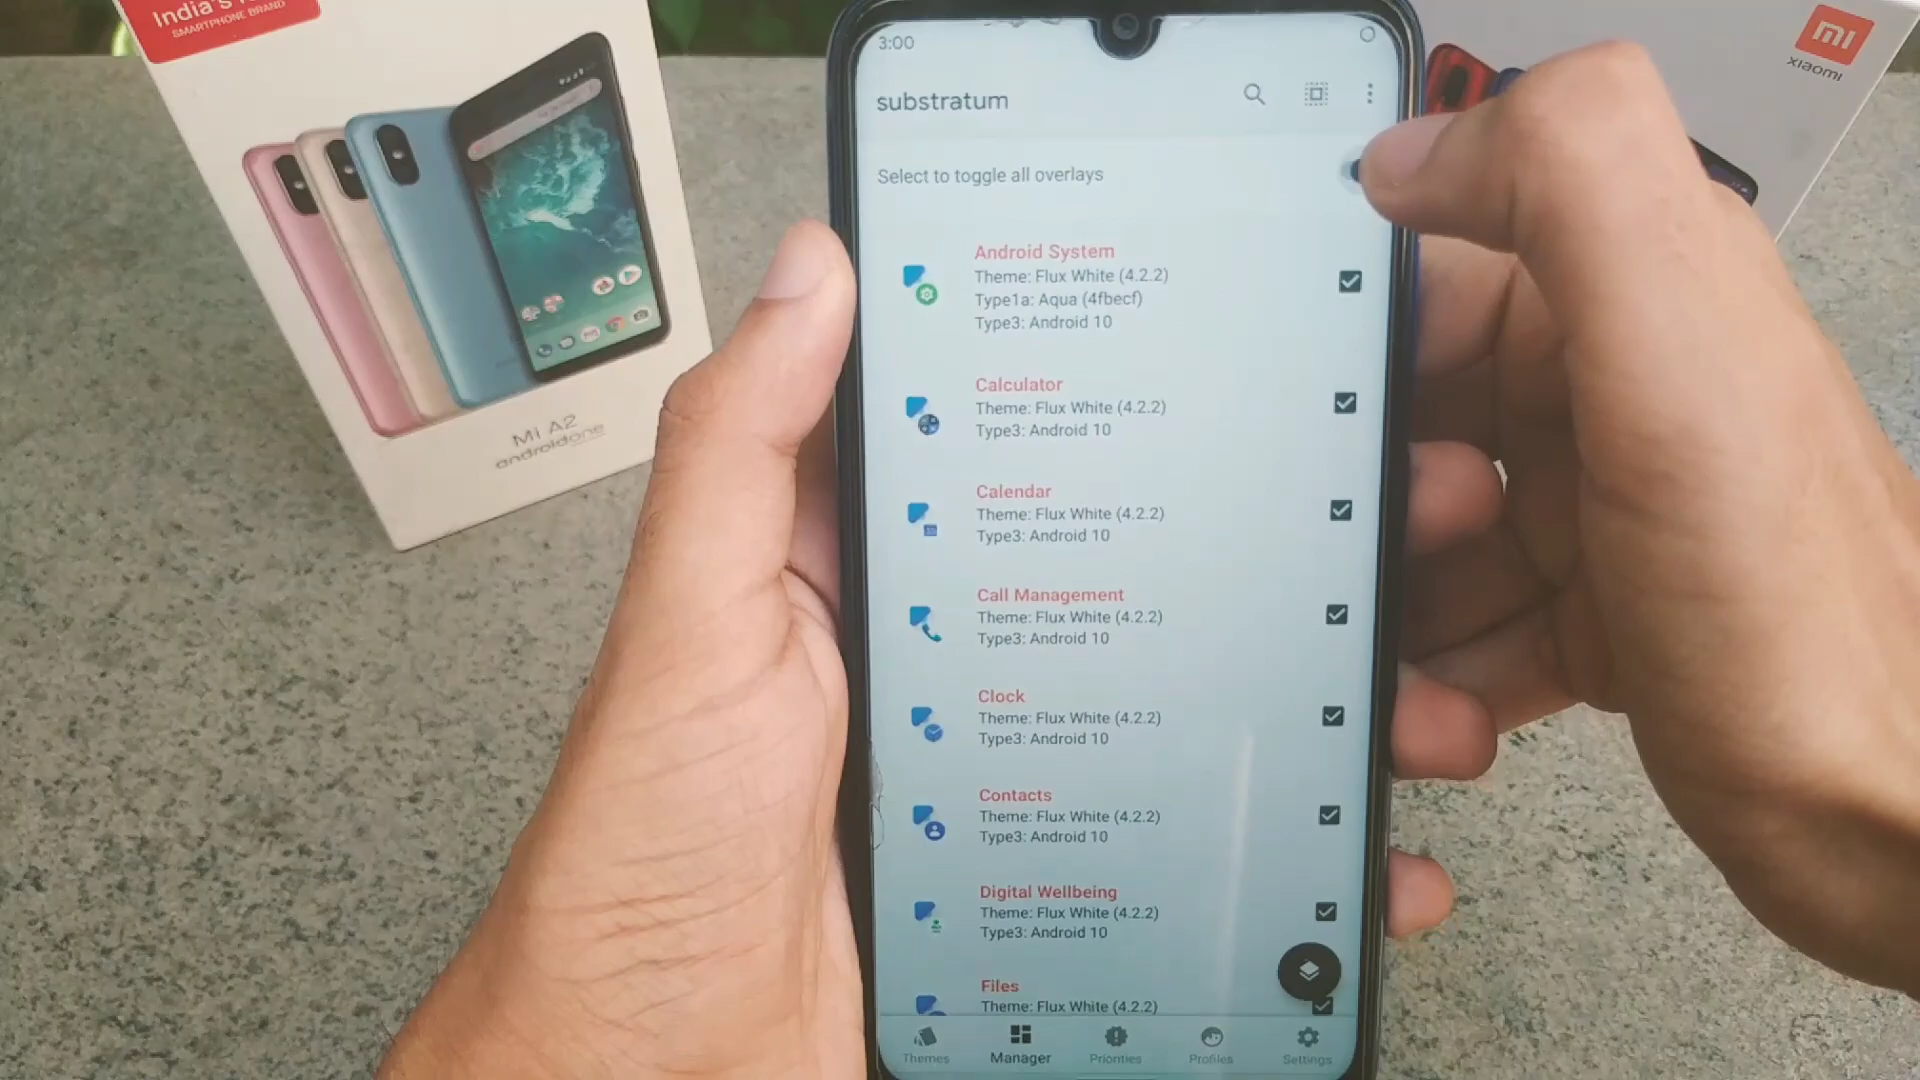 India's
SMARTPHONE BRAND
Mi A2
androidone
mi
xiaomi
3:00
substratum
Select to toggle all overlays
Android System
Theme: Flux White (4.2.2)
Type1a: Aqua (4fbecf)
Type3: Android 10
Calculator
Theme: Flux White (4.2.2)
Type3: Android 10
Calendar
Theme: Flux White (4.2.2)
Type3: Android 10
Call Management
Theme: Flux White (4.2.2)
Type3: Android 10
Clock
Theme: Flux White (4.2.2)
Type3: Android 10
Contacts
Theme: Flux White (4.2.2)
Type3: Android 10
Digital Wellbeing
Theme: Flux White (4.2.2)
Type3: Android 10
Files
Theme: Flux White (4.2.2)
Themes Manager Priorities Profiles Settings